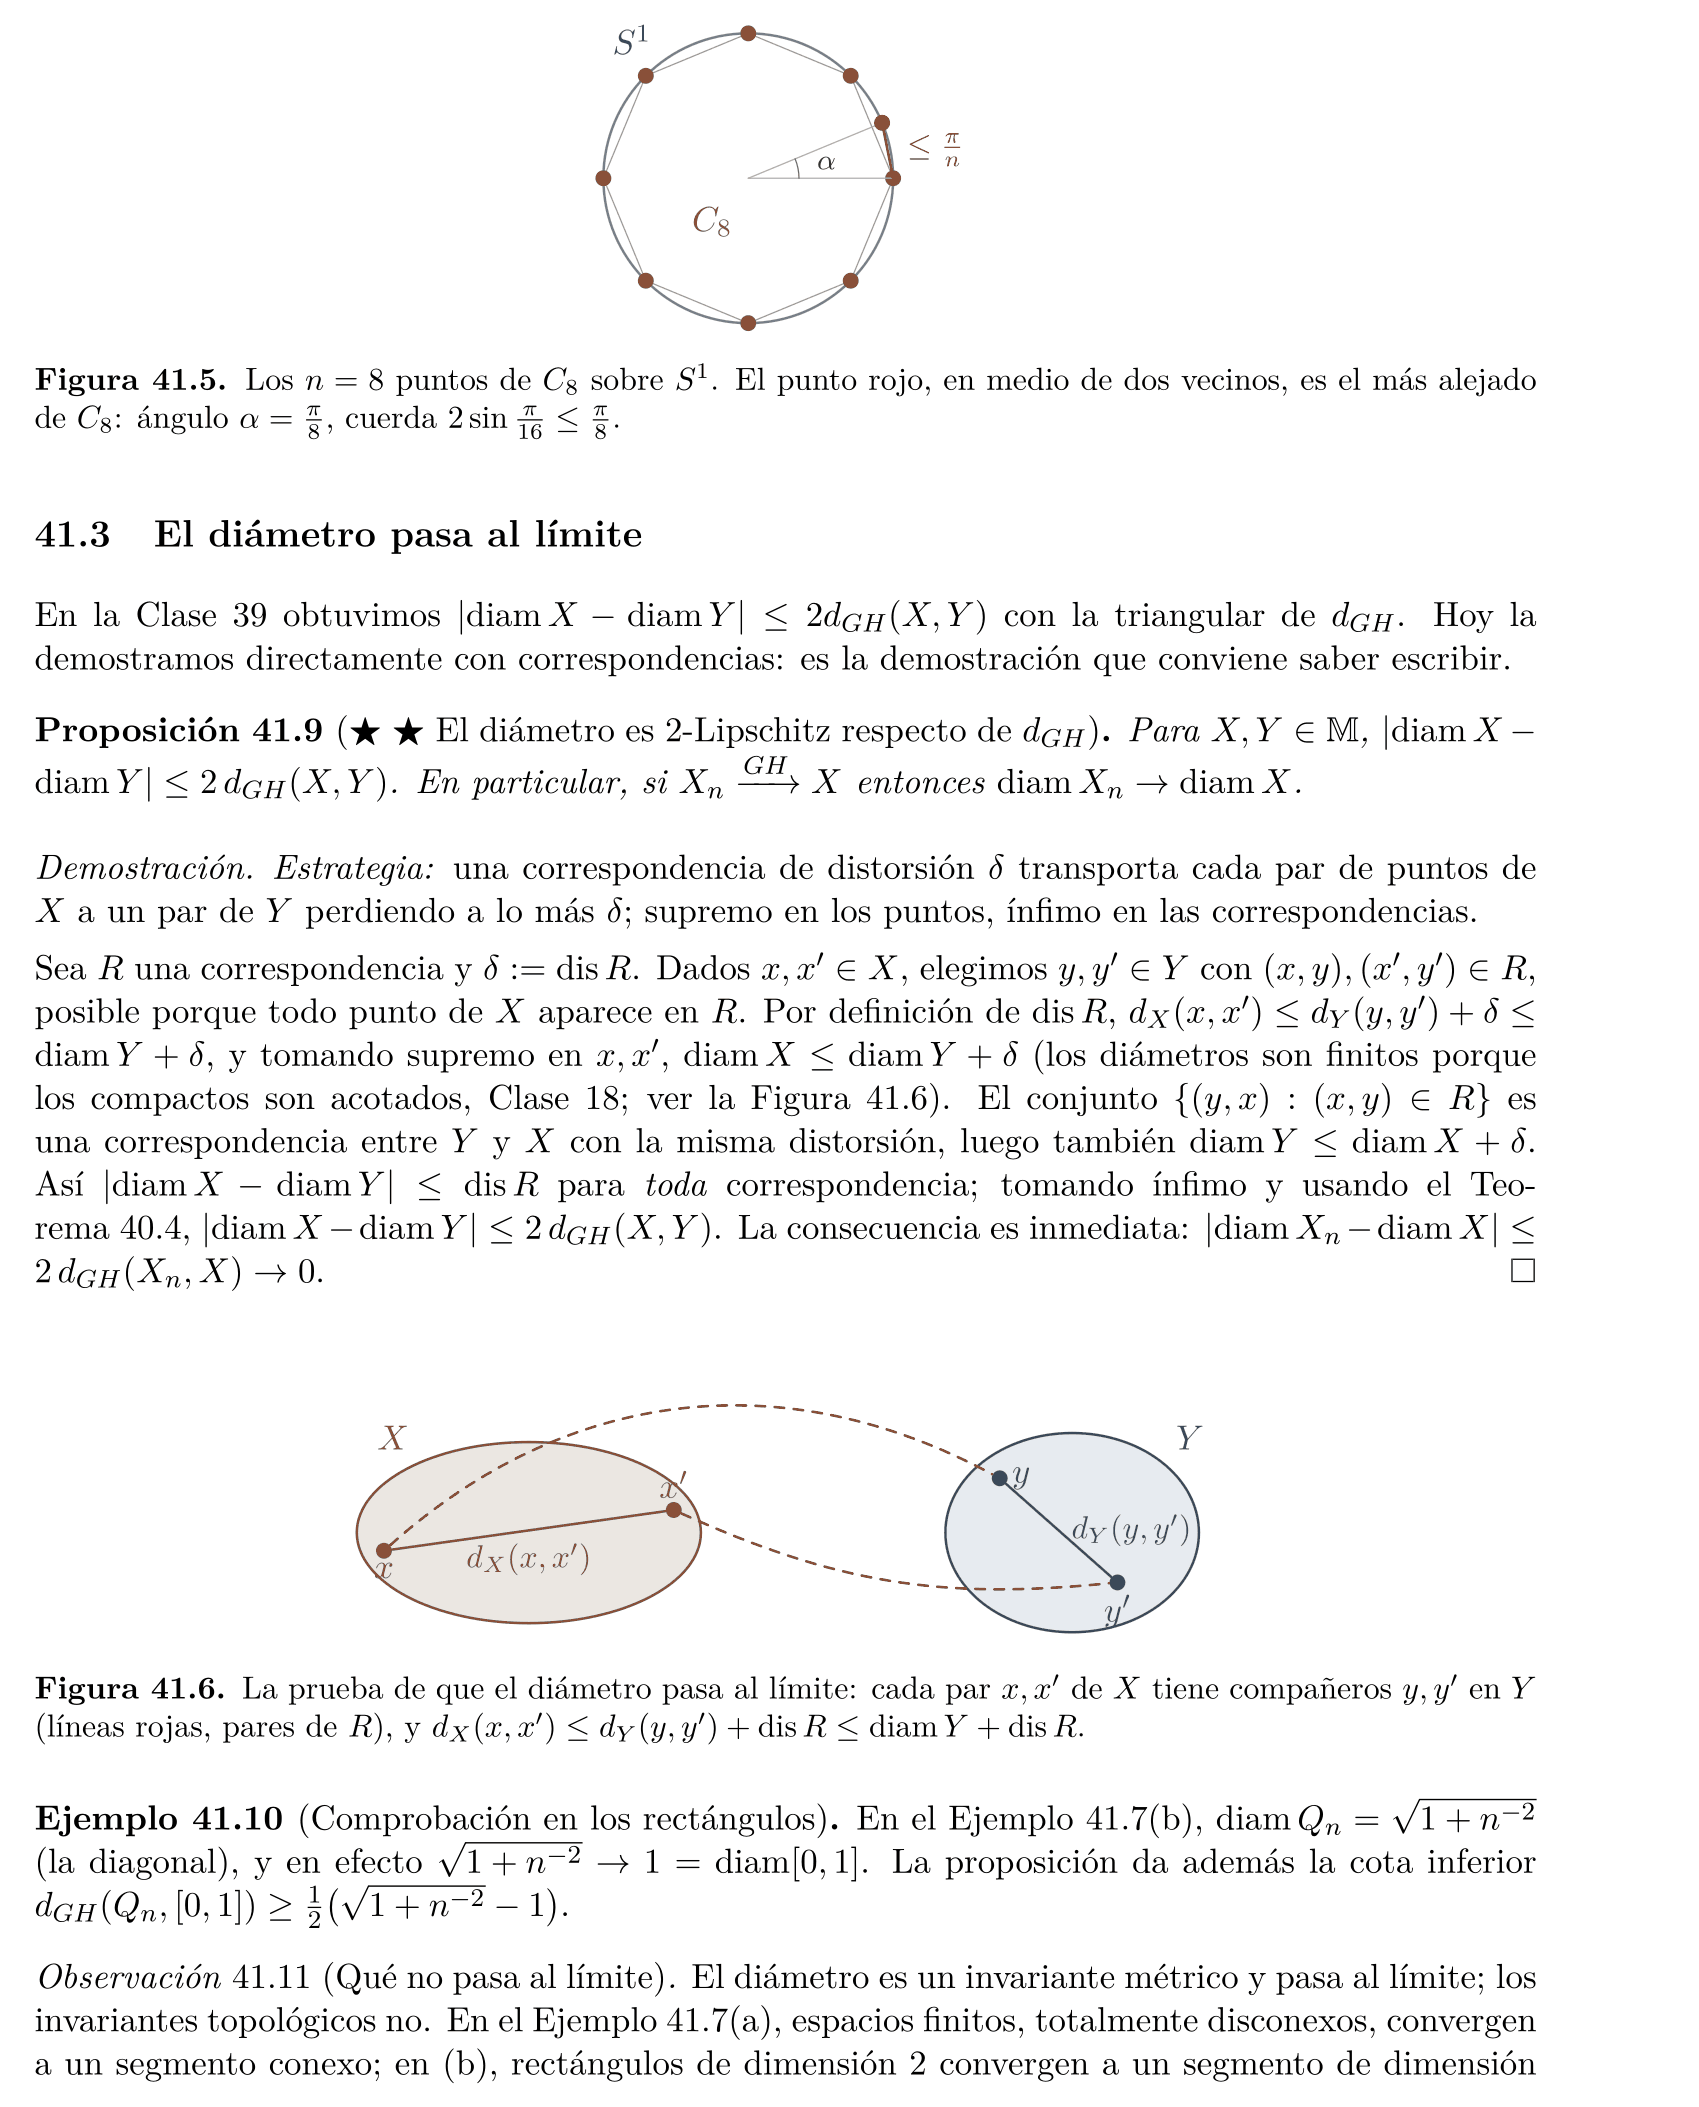 S¹
≤ π/n
α
C₈
Figura 41.5. Los n = 8 puntos de C₈ sobre S¹. El punto rojo, en medio de dos vecinos, es el más alejado
de C₈: ángulo α = π/8, cuerda 2 sin π/16 ≤ π/8.
41.3 El diámetro pasa al límite
En la Clase 39 obtuvimos |diam X − diam Y| ≤ 2d_{GH}(X, Y) con la triangular de d_{GH}. Hoy la
demostramos directamente con correspondencias: es la demostración que conviene saber escribir.
Proposición 41.9 (★ ★ El diámetro es 2-Lipschitz respecto de d_{GH}). Para X, Y ∈ 𝕄, |diam X −
diam Y| ≤ 2 d_{GH}(X, Y). En particular, si X_n \xrightarrow{GH} X entonces diam X_n → diam X.
Demostración. Estrategia: una correspondencia de distorsión δ transporta cada par de puntos de
X a un par de Y perdiendo a lo más δ; supremo en los puntos, ínfimo en las correspondencias.
Sea R una correspondencia y δ := dis R. Dados x, x′ ∈ X, elegimos y, y′ ∈ Y con (x, y), (x′, y′) ∈ R,
posible porque todo punto de X aparece en R. Por definición de dis R, d_X(x, x′) ≤ d_Y(y, y′) + δ ≤
diam Y + δ, y tomando supremo en x, x′, diam X ≤ diam Y + δ (los diámetros son finitos porque
los compactos son acotados, Clase 18; ver la Figura 41.6). El conjunto {(y, x) : (x, y) ∈ R} es
una correspondencia entre Y y X con la misma distorsión, luego también diam Y ≤ diam X + δ.
Así |diam X − diam Y| ≤ dis R para toda correspondencia; tomando ínfimo y usando el Teo-
rema 40.4, |diam X − diam Y| ≤ 2 d_{GH}(X, Y). La consecuencia es inmediata: |diam X_n − diam X| ≤
2 d_{GH}(X_n, X) → 0. □
X
Y
x′
y
d_Y(y, y′)
d_X(x, x′)
x
y′
Figura 41.6. La prueba de que el diámetro pasa al límite: cada par x, x′ de X tiene compañeros y, y′ en Y
(líneas rojas, pares de R), y d_X(x, x′) ≤ d_Y(y, y′) + dis R ≤ diam Y + dis R.
Ejemplo 41.10 (Comprobación en los rectángulos). En el Ejemplo 41.7(b), diam Q_n = √(1 + n⁻²)
(la diagonal), y en efecto √(1 + n⁻²) → 1 = diam[0, 1]. La proposición da además la cota inferior
d_{GH}(Q_n, [0, 1]) ≥ ½(√(1 + n⁻²) − 1).
Observación 41.11 (Qué no pasa al límite). El diámetro es un invariante métrico y pasa al límite; los
invariantes topológicos no. En el Ejemplo 41.7(a), espacios finitos, totalmente disconexos, convergen
a un segmento conexo; en (b), rectángulos de dimensión 2 convergen a un segmento de dimensión